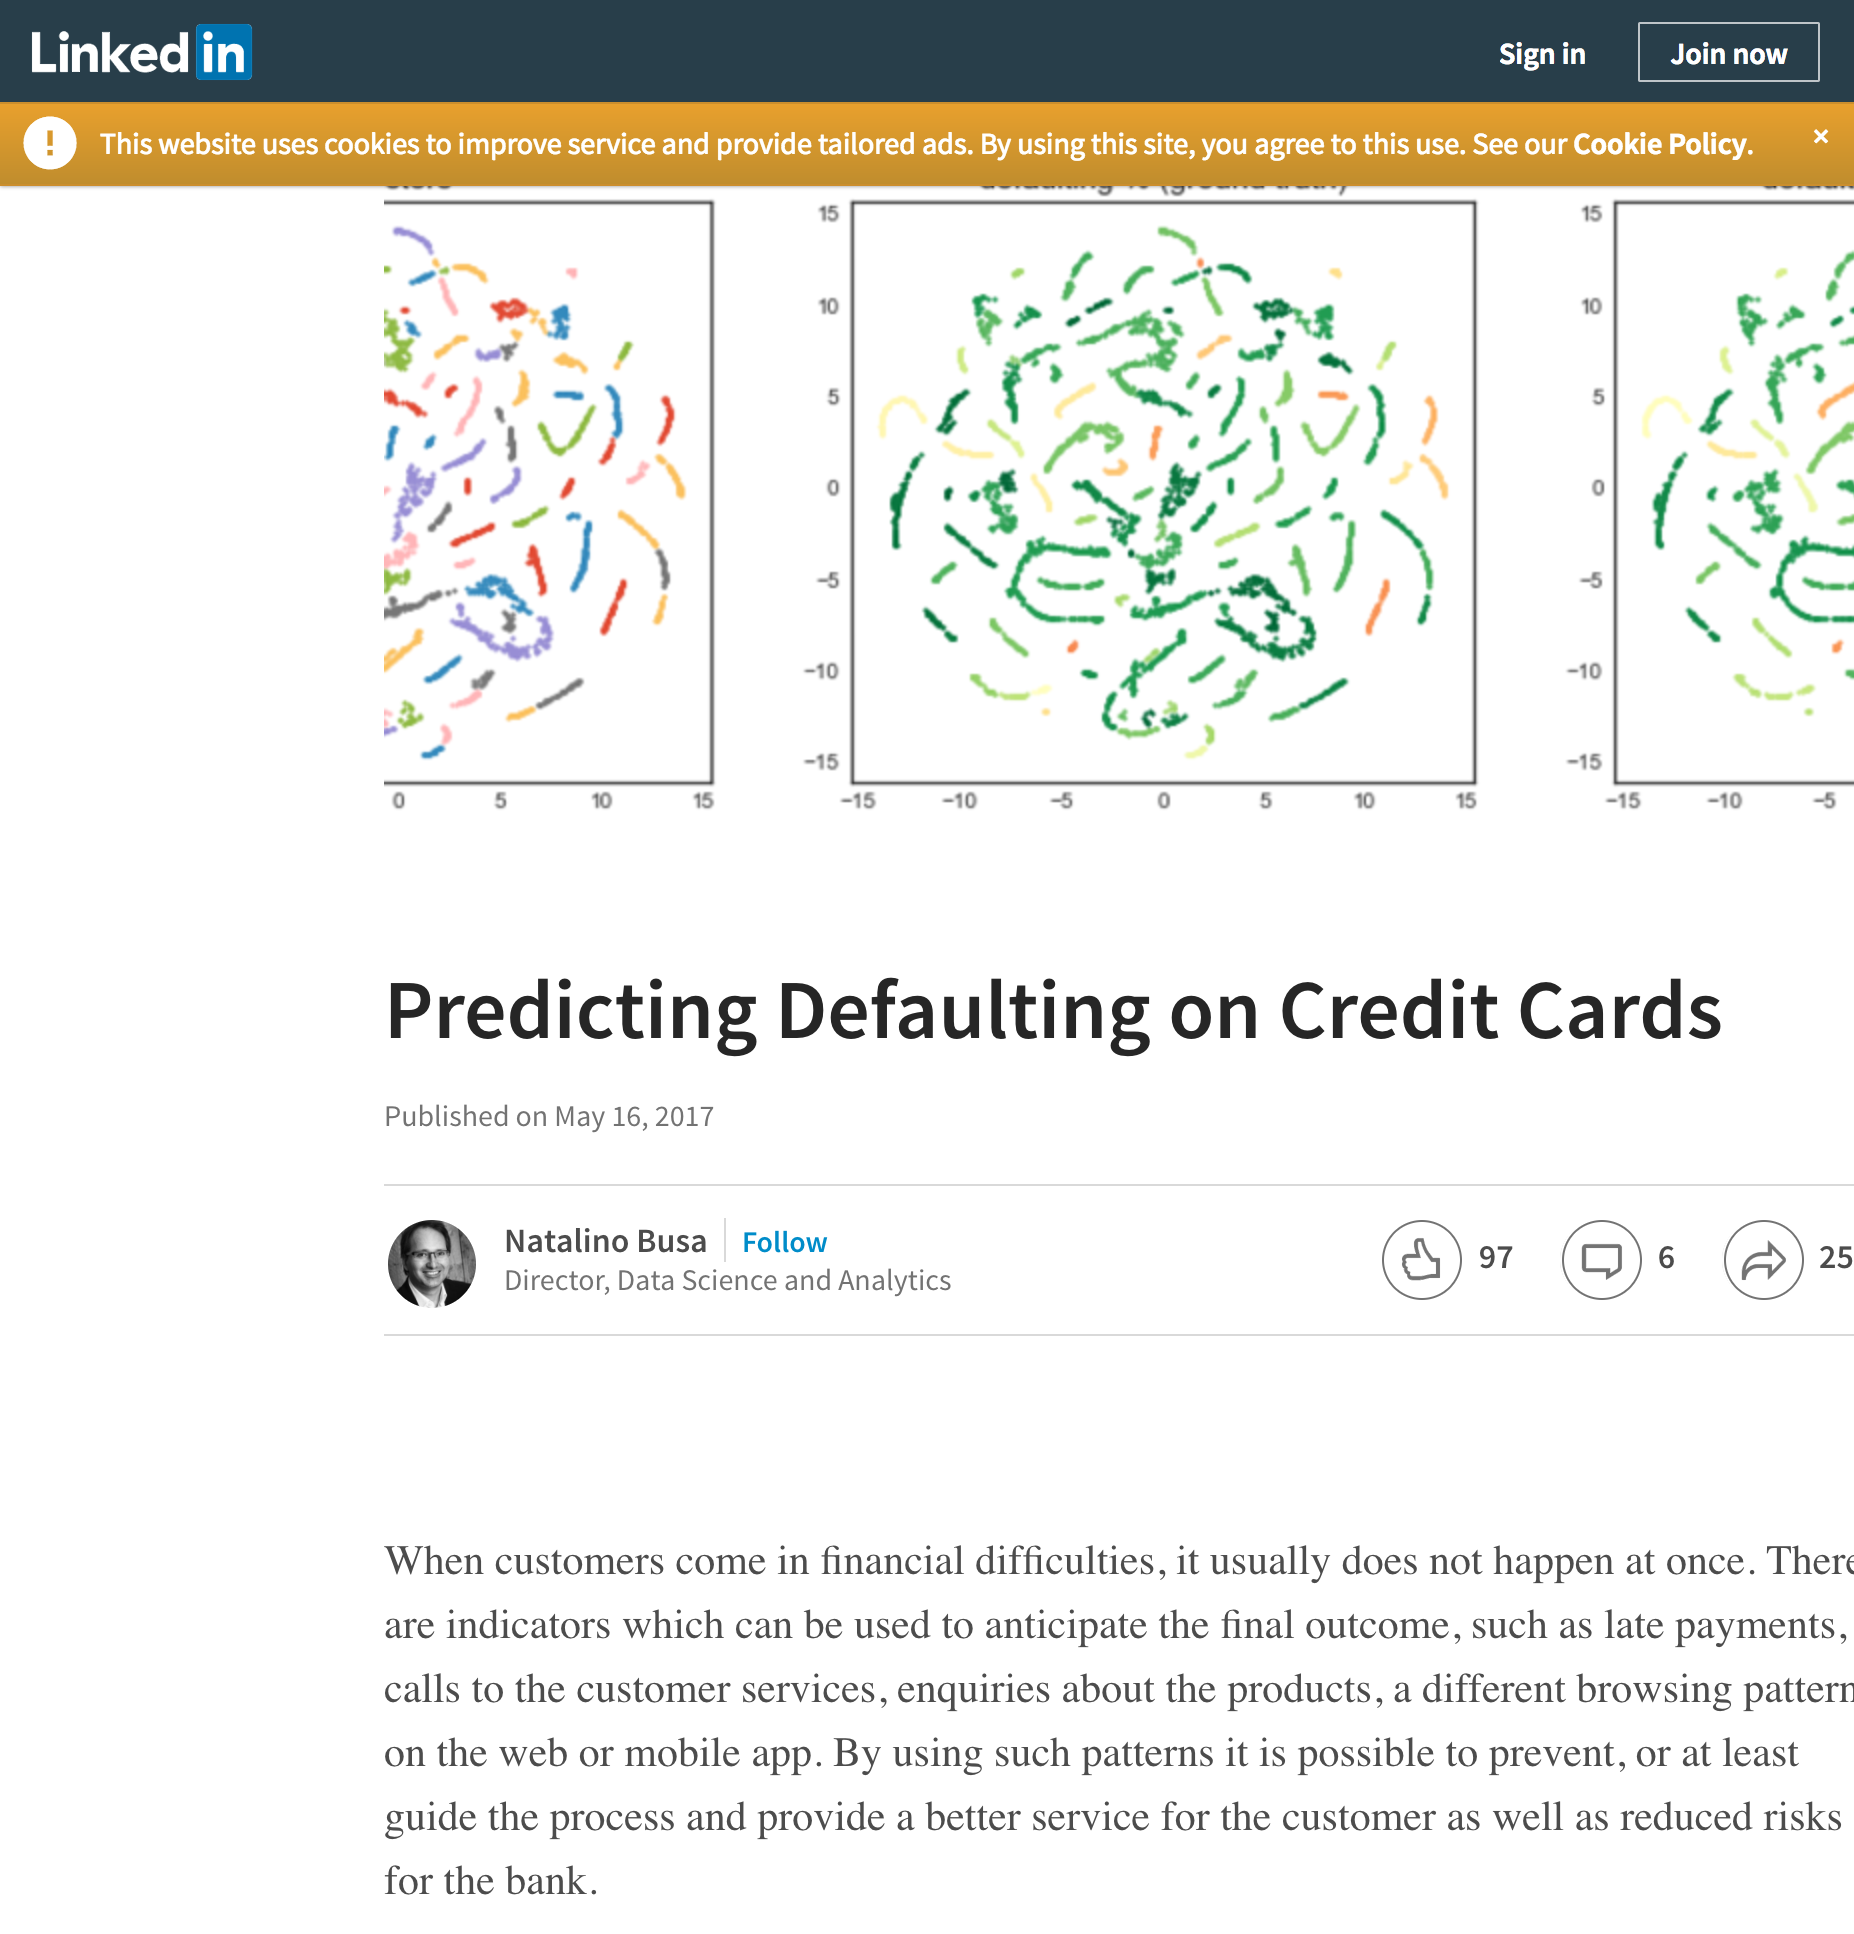 Linked in
Sign in
Join now
This website uses cookies to improve service and provide tailored ads. By using this site, you agree to this use. See our Cookie Policy.
×
defaulting % (ground truth)
15
10
5
0
−5
−10
−15
15
10
5
0
−5
−10
−15
0 5 10 15
−15 −10 −5 0 5 10 15
−15 −10 −5
Predicting Defaulting on Credit Cards
Published on May 16, 2017
Natalino Busa
Follow
Director, Data Science and Analytics
97
6
25
When customers come in financial difficulties, it usually does not happen at once. There
are indicators which can be used to anticipate the final outcome, such as late payments,
calls to the customer services, enquiries about the products, a different browsing pattern
on the web or mobile app. By using such patterns it is possible to prevent, or at least
guide the process and provide a better service for the customer as well as reduced risks
for the bank.